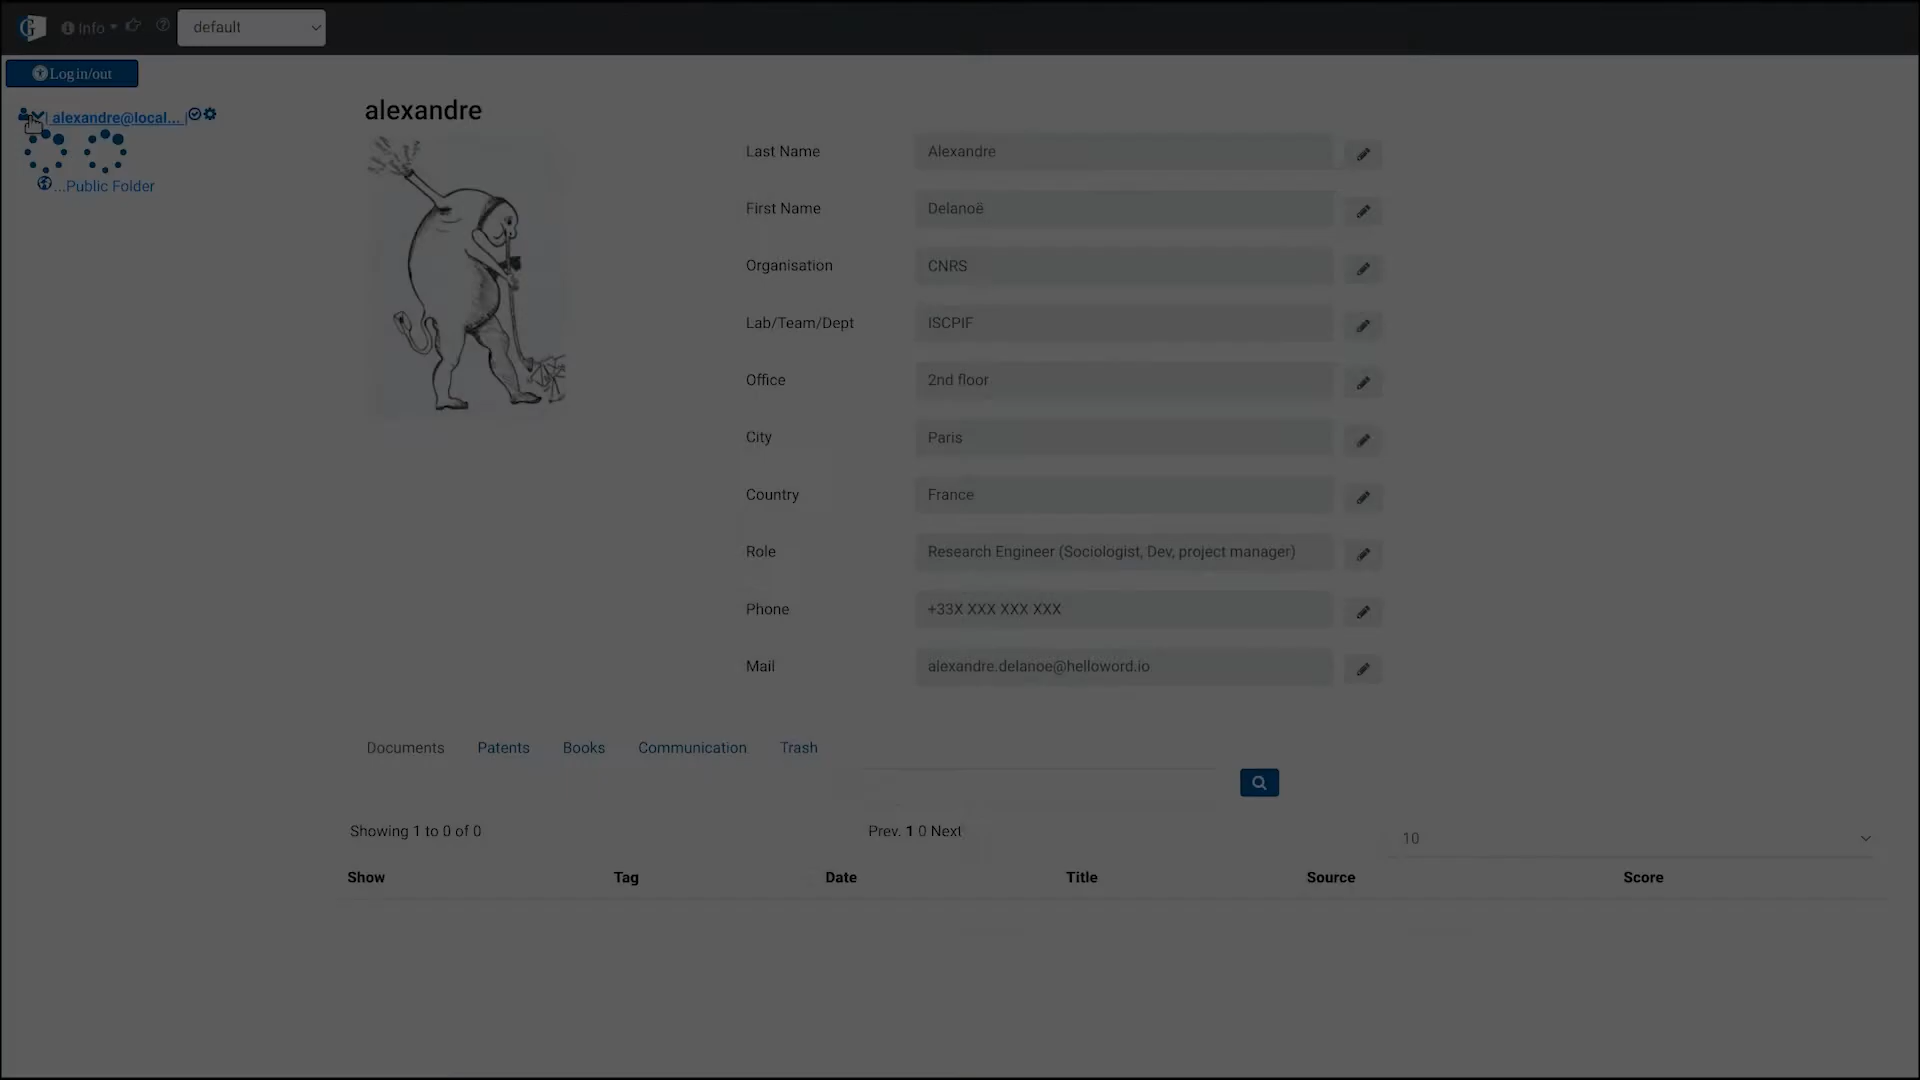 Info
default
Login/out
alexandre@local...
...Public Folder
alexandre
Last Name Alexandre
First Name Delanoë
Organisation CNRS
Lab/Team/Dept ISCPIF
Office 2nd floor
City Paris
Country France
Role Research Engineer (Sociologist, Dev, project manager)
Phone +33X XXX XXX XXX
Mail alexandre.delanoe@helloword.io
Documents Patents Books Communication Trash
Showing 1 to 0 of 0 Prev. 1 0 Next 10
Show Tag Date Title Source Score